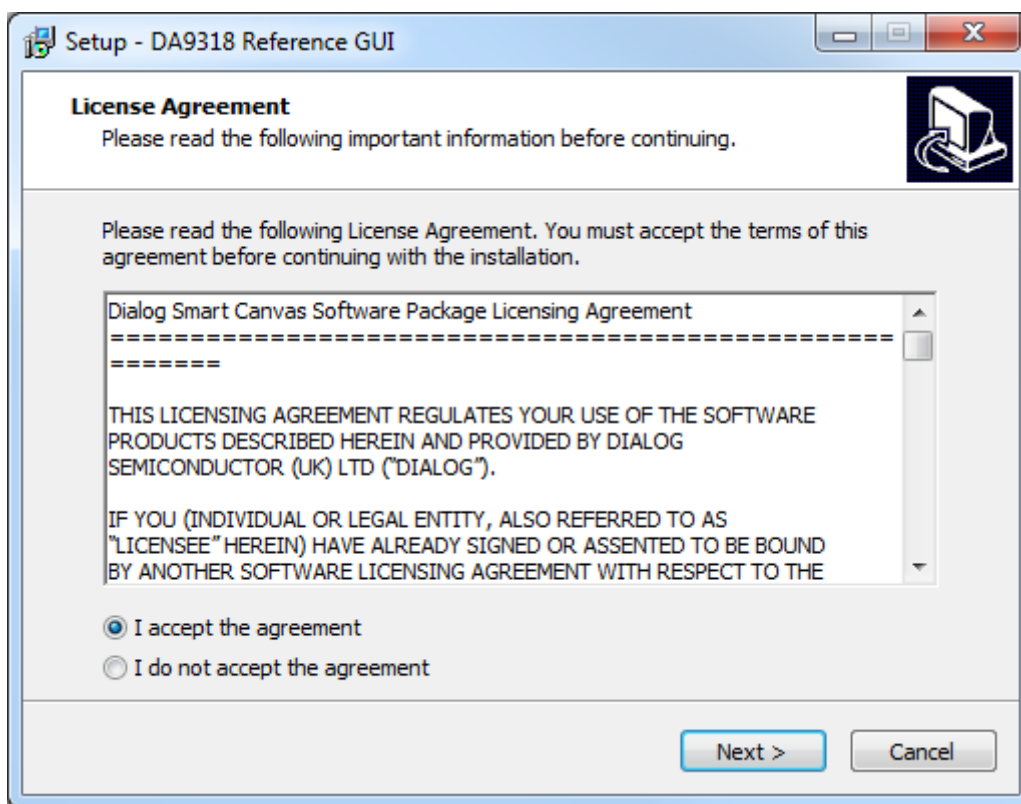 Setup - DA9318 Reference GUI
License Agreement
Please read the following important information before continuing.
Please read the following License Agreement. You must accept the terms of this
agreement before continuing with the installation.
Dialog Smart Canvas Software Package Licensing Agreement
=================================================
=======
THIS LICENSING AGREEMENT REGULATES YOUR USE OF THE SOFTWARE
PRODUCTS DESCRIBED HEREIN AND PROVIDED BY DIALOG
SEMICONDUCTOR (UK) LTD ("DIALOG").
IF YOU (INDIVIDUAL OR LEGAL ENTITY, ALSO REFERRED TO AS
"LICENSEE" HEREIN) HAVE ALREADY SIGNED OR ASSENTED TO BE BOUND
BY ANOTHER SOFTWARE LICENSING AGREEMENT WITH RESPECT TO THE
I accept the agreement
I do not accept the agreement
Next >
Cancel